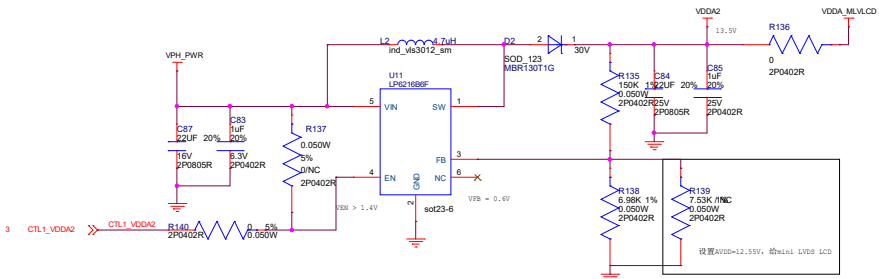 VDDA2
VDDA_MLVLCD
R136
13.5V
0
2P0402R
L2
4.7uH
ind_vls3012_sm
D2
2
1
30V
SOD_123
MBR130T1G
VPH_PWR
U11
LP6216B6F
R135
150K 1%
0.050W
2P0402R
C84
22UF 20%
25V
2P0805R
C85
1uF
20%
25V
2P0402R
5
VIN
SW
1
C87
22UF 20%
16V
2P0805R
C83
1uF
20%
6.3V
2P0402R
R137
0.050W
5%
0/NC
2P0402R
4
EN
FB
3
NC
6
GND
2
sot23-6
VEN > 1.4V
VFB = 0.6V
R138
6.98K 1%
0.050W
2P0402R
R139
0.050W
2P0402R
设置AVDD=12.55V, 给mini LVDS LCD
3
CTL1_VDDA2
CTL1_VDDA2
R140
0
5%
0.050W
2P0402R